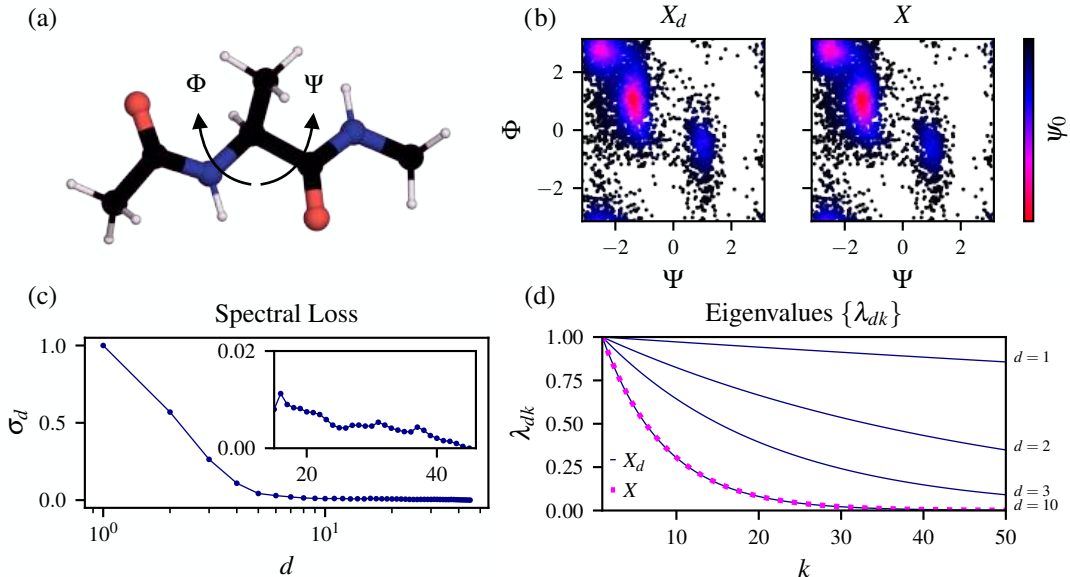 (a)
Φ
Ψ
(b)
X_d
X
Φ
2
0
−2
−2 0 2
Ψ
−2 0 2
Ψ
ψ_0
(c)
Spectral Loss
σ_d
1.0
0.5
0.0
10^0
10^1
d
0.02
0.00
20
40
(d)
Eigenvalues {λ_dk}
λ_dk
1.00
0.75
0.50
0.25
0.00
X_d
X
10 20 30 40 50
k
d = 1
d = 2
d = 3
d = 10